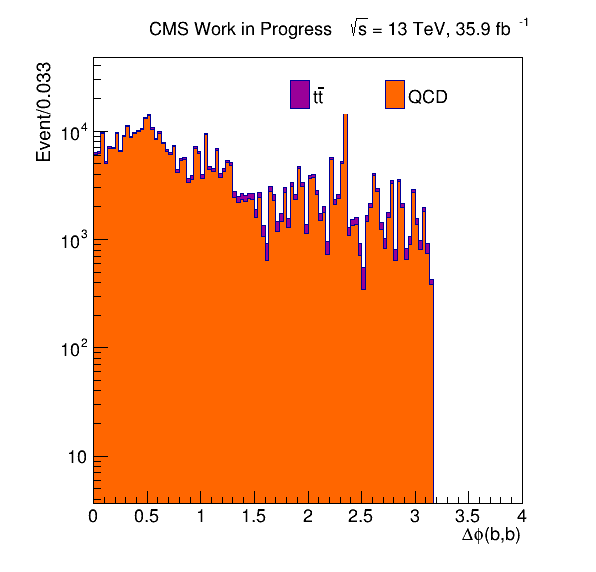 CMS Work in Progress √s = 13 TeV, 35.9 fb⁻¹
Event/0.033
tt̄ QCD
10⁴
10³
10²
10
0 0.5 1 1.5 2 2.5 3 3.5 4
Δϕ(b,b)